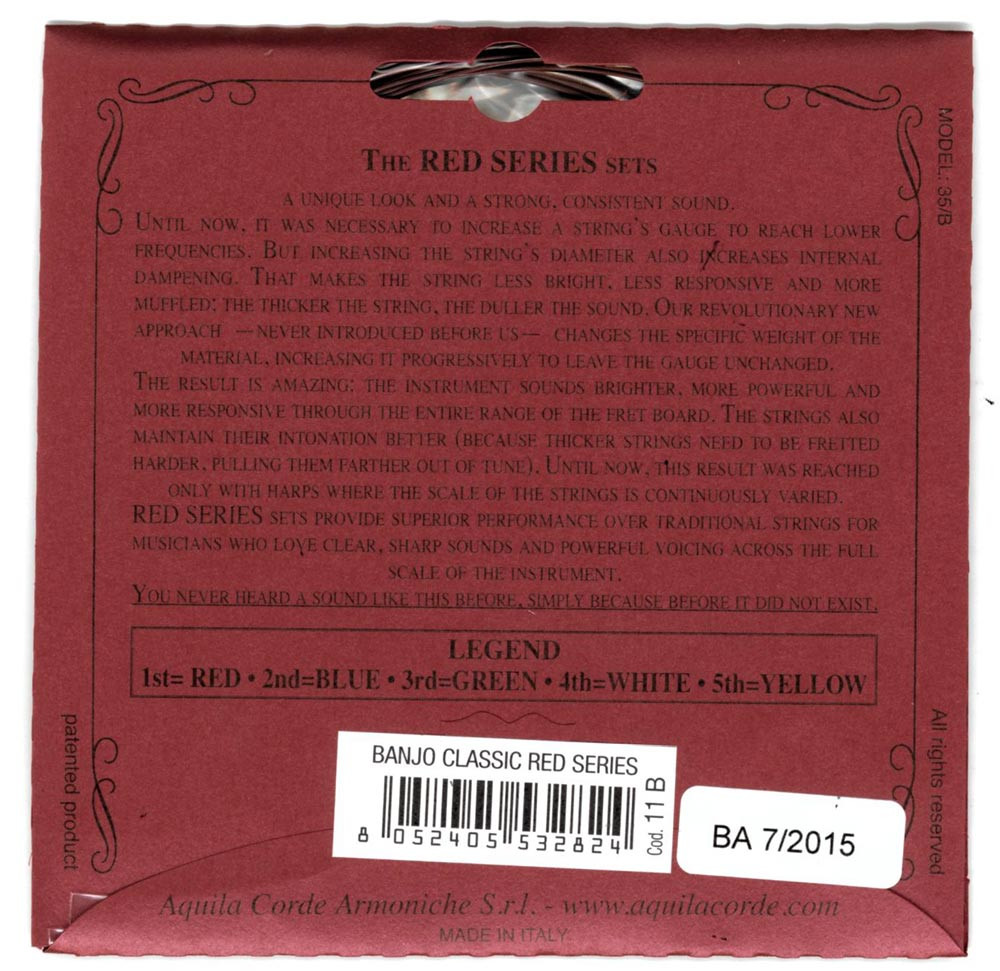 The RED SERIES sets
A UNIQUE LOOK AND A STRONG, CONSISTENT SOUND.
Until now, it was necessary to increase a string's gauge to reach lower
frequencies. But increasing the string's diameter also increases internal
dampening. That makes the string less bright, less responsive and more
muffled: the thicker the string, the duller the sound. Our revolutionary new
approach —never introduced before us— changes the specific weight of the
material, increasing it progressively to leave the gauge unchanged.
The result is amazing: the instrument sounds brighter, more powerful and
more responsive through the entire range of the fret board. The strings also
maintain their intonation better (because thicker strings need to be fretted
harder, pulling them farther out of tune). Until now, this result was reached
only with harps where the scale of the strings is continuously varied.
RED SERIES sets provide superior performance over traditional strings for
musicians who love clear, sharp sounds and powerful voicing across the full
scale of the instrument.
You never heard a sound like this before, simply because before it did not exist.
LEGEND
1st= RED • 2nd=BLUE • 3rd=GREEN • 4th=WHITE • 5th=YELLOW
MODEL: 35/B
patented product
All rights reserved
BANJO CLASSIC RED SERIES
8 052405 532824
Cod. 11 B
BA 7/2015
Aquila Corde Armoniche S.r.l. - www.aquilacorde.com
MADE IN ITALY